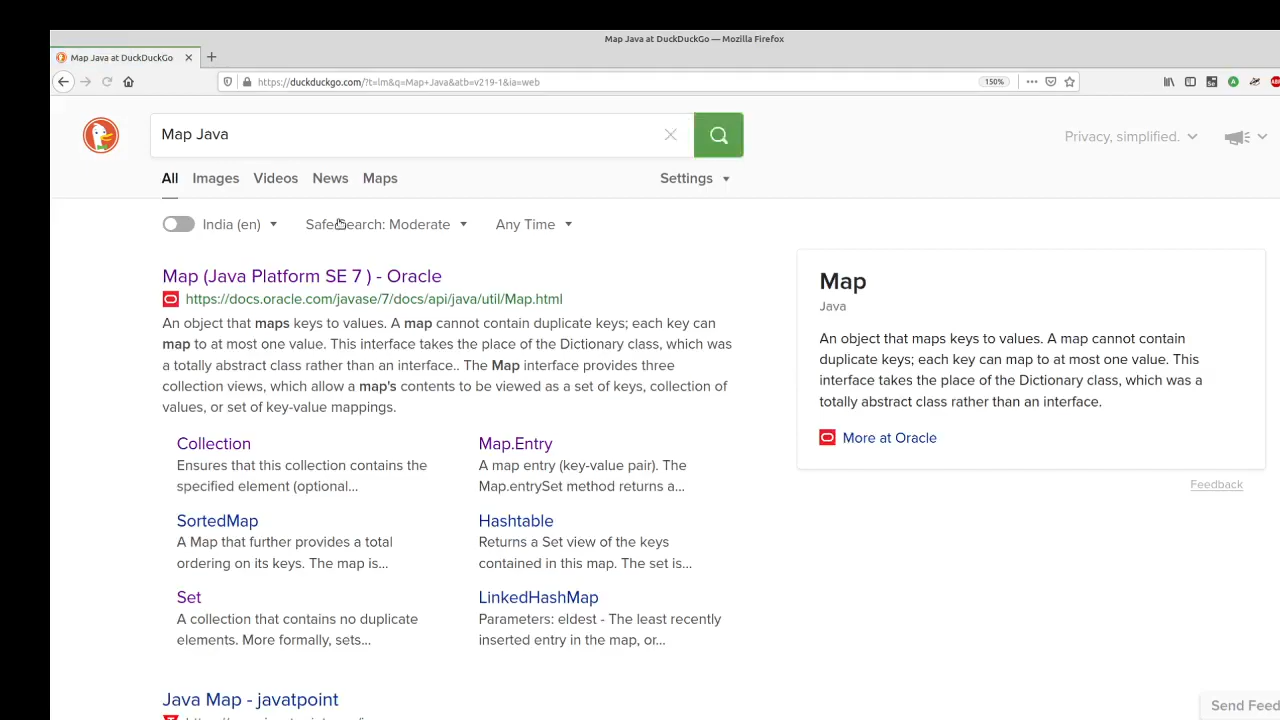 Map Java at DuckDuckGo — Mozilla Firefox
Map Java at DuckDuckGo
https://duckduckgo.com/?t=lm&q=Map+Java&atb=v219-1&ia=web
150%
Map Java
Privacy, simplified.
All Images Videos News Maps
Settings
India (en)
Safe Search: Moderate
Any Time
Map (Java Platform SE 7 ) - Oracle
https://docs.oracle.com/javase/7/docs/api/java/util/Map.html
An object that maps keys to values. A map cannot contain duplicate keys; each key can
map to at most one value. This interface takes the place of the Dictionary class, which was
a totally abstract class rather than an interface.. The Map interface provides three
collection views, which allow a map's contents to be viewed as a set of keys, collection of
values, or set of key-value mappings.
Collection
Ensures that this collection contains the
specified element (optional...
Map.Entry
A map entry (key-value pair). The
Map.entrySet method returns a...
SortedMap
A Map that further provides a total
ordering on its keys. The map is...
Hashtable
Returns a Set view of the keys
contained in this map. The set is...
Set
A collection that contains no duplicate
elements. More formally, sets...
LinkedHashMap
Parameters: eldest - The least recently
inserted entry in the map, or...
Java Map - javatpoint
Map
Java
An object that maps keys to values. A map cannot contain
duplicate keys; each key can map to at most one value. This
interface takes the place of the Dictionary class, which was a
totally abstract class rather than an interface.
More at Oracle
Feedback
Send Feed